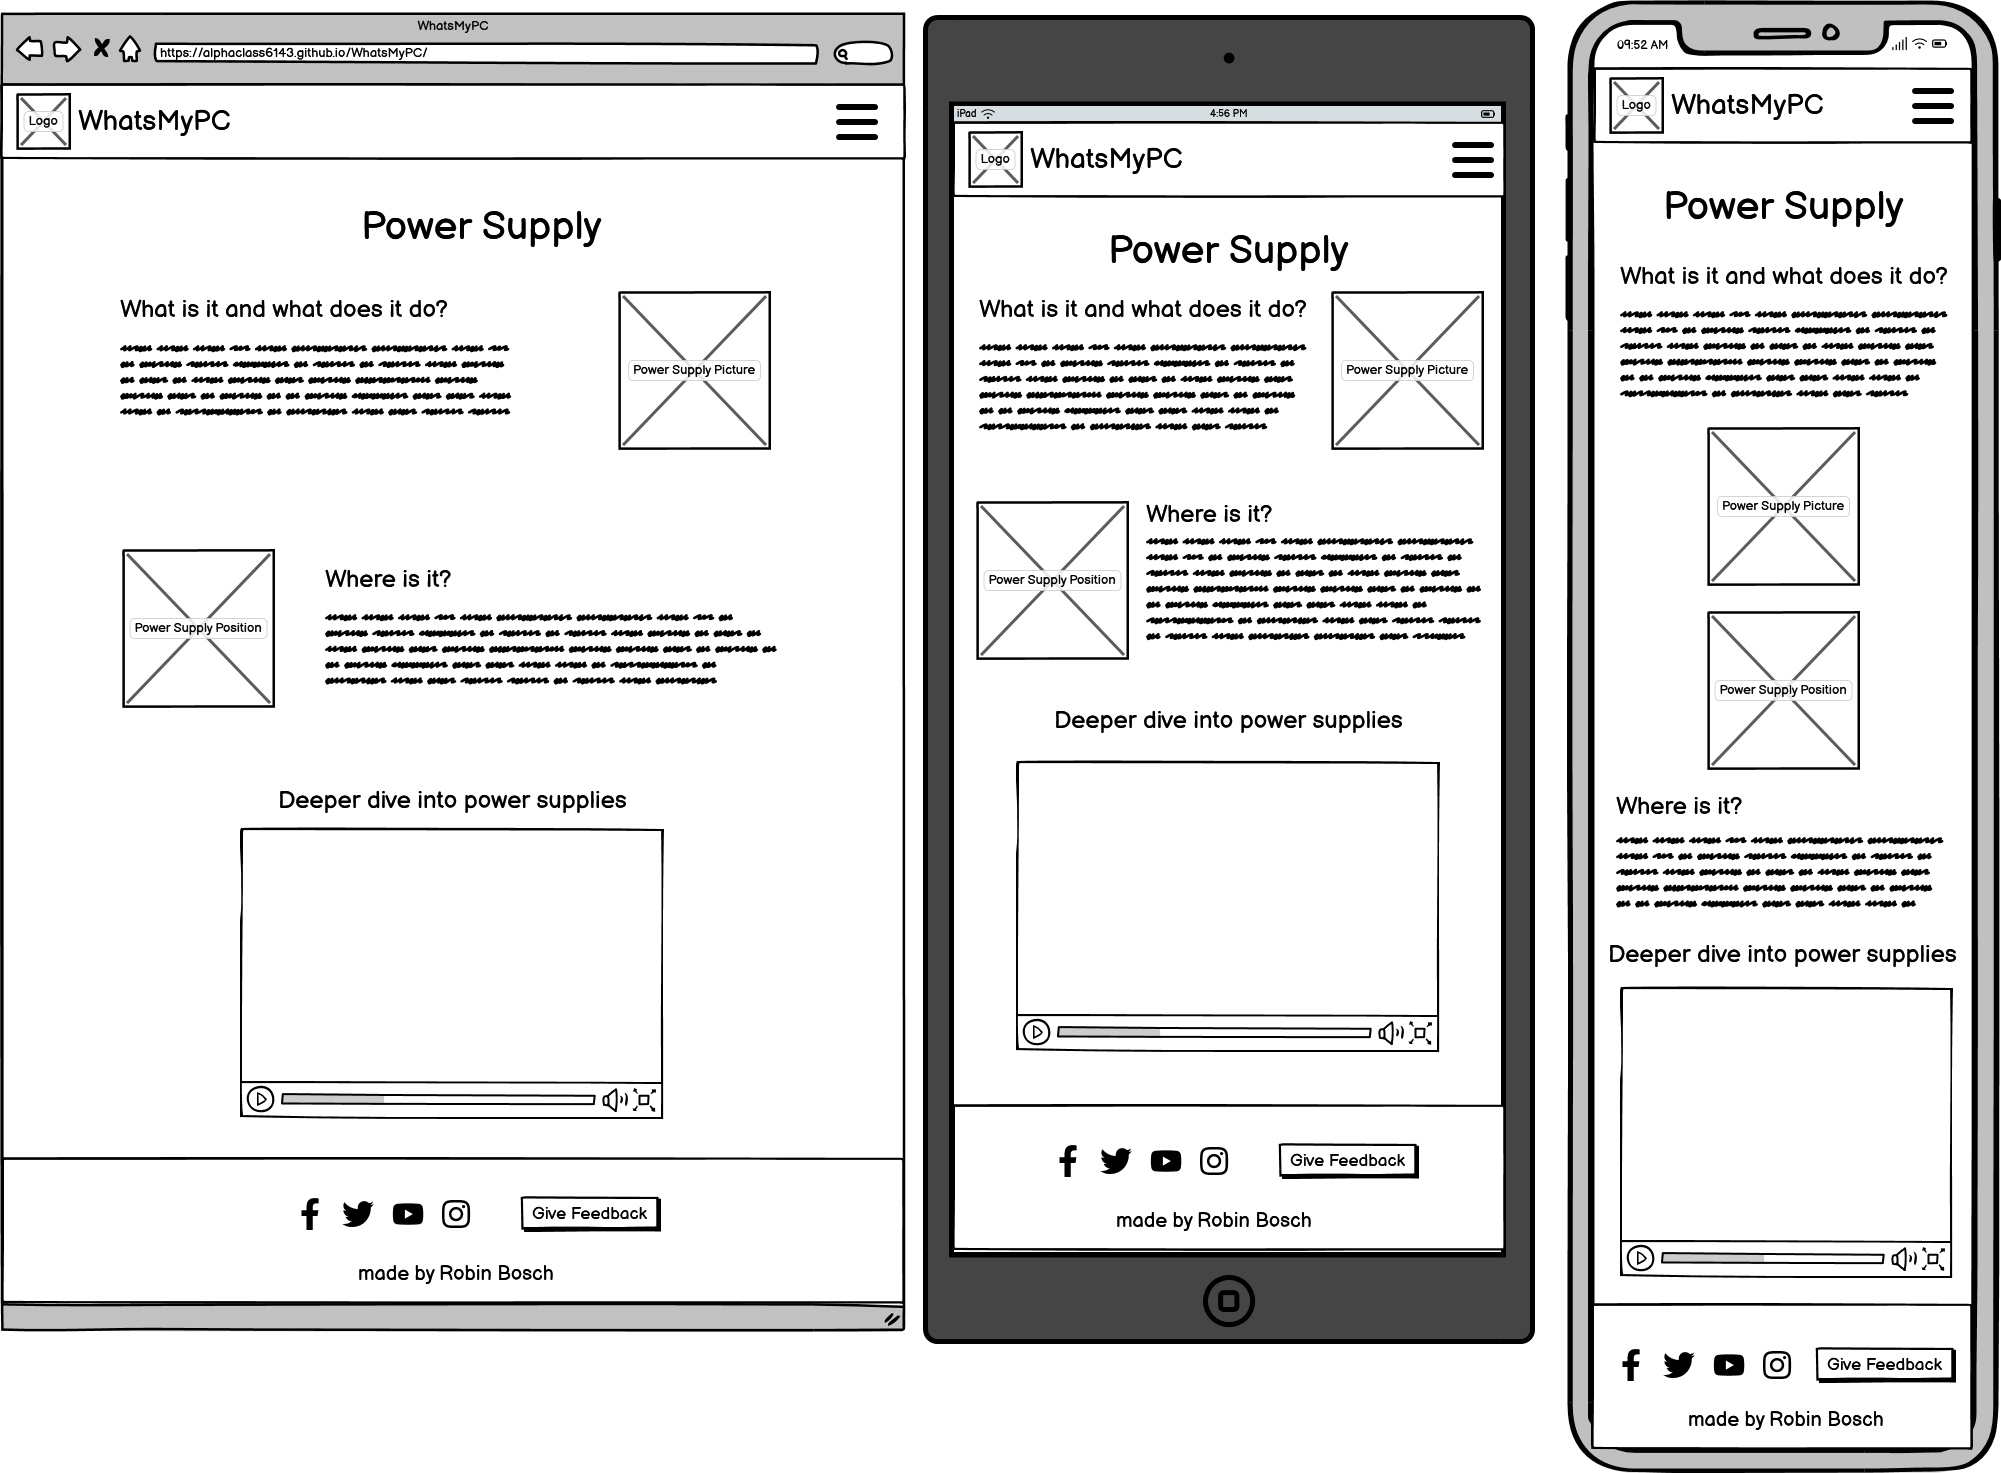 WhatsMyPC
https://alphaclass6143.github.io/WhatsMyPC/
Logo
WhatsMyPC
Power Supply
What is it and what does it do?
Power Supply Picture
Power Supply Position
Where is it?
Deeper dive into power supplies
Give Feedback
made by Robin Bosch
iPad
4:56 PM
Logo
WhatsMyPC
Power Supply
What is it and what does it do?
Power Supply Picture
Where is it?
Power Supply Position
Deeper dive into power supplies
Give Feedback
made by Robin Bosch
09:52 AM
Logo
WhatsMyPC
Power Supply
What is it and what does it do?
Power Supply Picture
Power Supply Position
Where is it?
Deeper dive into power supplies
Give Feedback
made by Robin Bosch